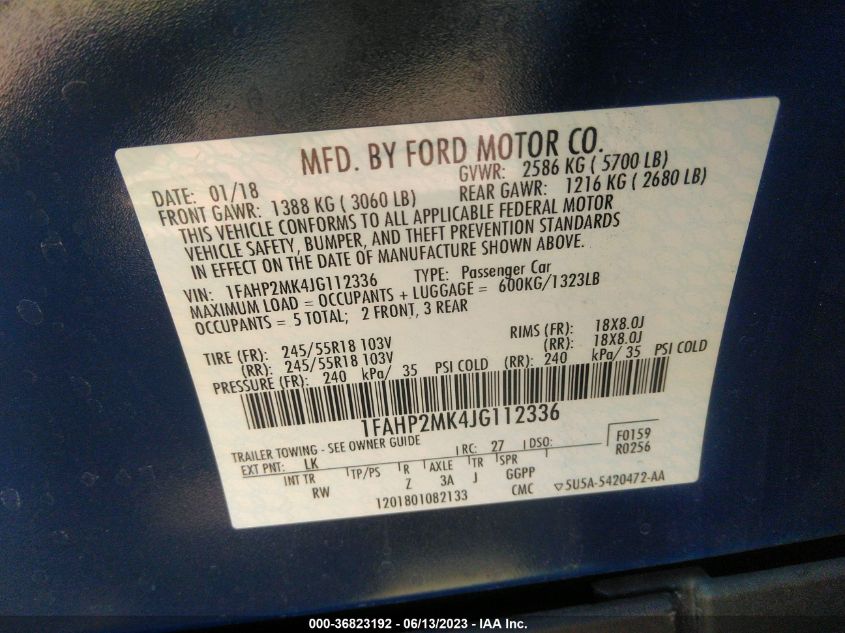 MFD. BY FORD MOTOR CO.
DATE: 01/18 GVWR: 2586 KG ( 5700 LB)
FRONT GAWR: 1388 KG ( 3060 LB) REAR GAWR: 1216 KG ( 2680 LB)
THIS VEHICLE CONFORMS TO ALL APPLICABLE FEDERAL MOTOR
VEHICLE SAFETY, BUMPER, AND THEFT PREVENTION STANDARDS
IN EFFECT ON THE DATE OF MANUFACTURE SHOWN ABOVE.
VIN: 1FAHP2MK4JG112336 TYPE: Passenger Car
MAXIMUM LOAD = OCCUPANTS + LUGGAGE = 600KG/1323LB
OCCUPANTS = 5 TOTAL; 2 FRONT, 3 REAR
TIRE (FR): 245/55R18 103V RIMS (FR): 18X8.0J
(RR): 245/55R18 103V (RR): 18X8.0J
PRESSURE (FR): 240 kPa/ 35 PSI COLD (RR): 240 kPa/ 35 PSI COLD
1FAHP2MK4JG112336
TRAILER TOWING - SEE OWNER GUIDE F0159
EXT PNT: LK RC: 27 DSO: R0256
INT TR TP/PS R AXLE TR SPR
RW Z 3A J GGPP
1201801082133 CMC ▽5U5A-5420472-AA
000-36823192 / 06/13/2023 - IAA Inc.